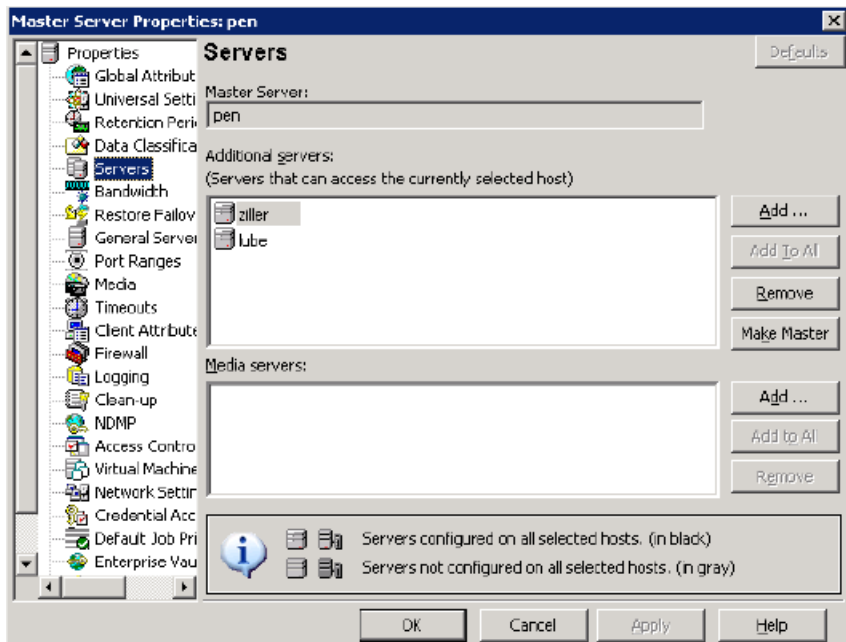 Master Server Properties: pen
Properties
Global Attribut
Universal Setti
Retention Perio
Data Classifica
Servers
Bandwidth
Restore Failov
General Server
Port Ranges
Media
Timeouts
Client Attribute
Firewall
Logging
Clean-up
NDMP
Access Contro
Virtual Machine
Network Settin
Credential Acc
Default Job Pri
Enterprise Vau
Servers
Defaults
Master Server:
pen
Additional servers:
(Servers that can access the currently selected host)
ziller
lube
Add ...
Add To All
Remove
Make Master
Media servers:
Add ...
Add to All
Remove
Servers configured on all selected hosts. (in black)
Servers not configured on all selected hosts. (in gray)
OK
Cancel
Apply
Help